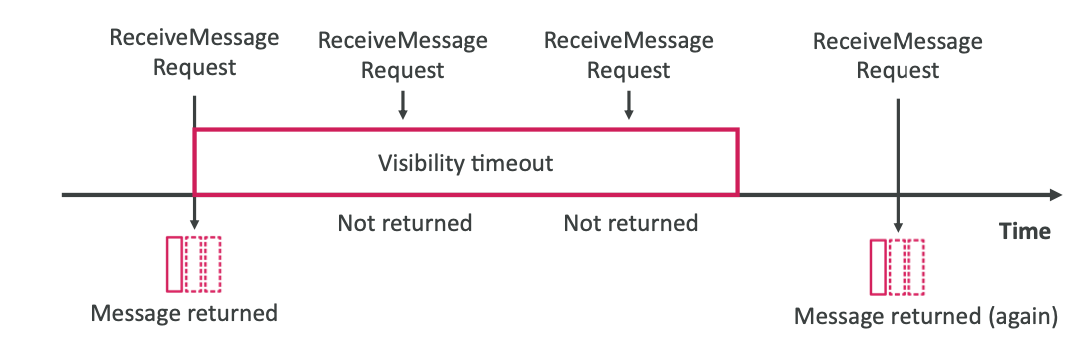 ReceiveMessage
Request
ReceiveMessage
Request
ReceiveMessage
Request
ReceiveMessage
Request
Visibility timeout
Not returned
Not returned
Time
Message returned
Message returned (again)